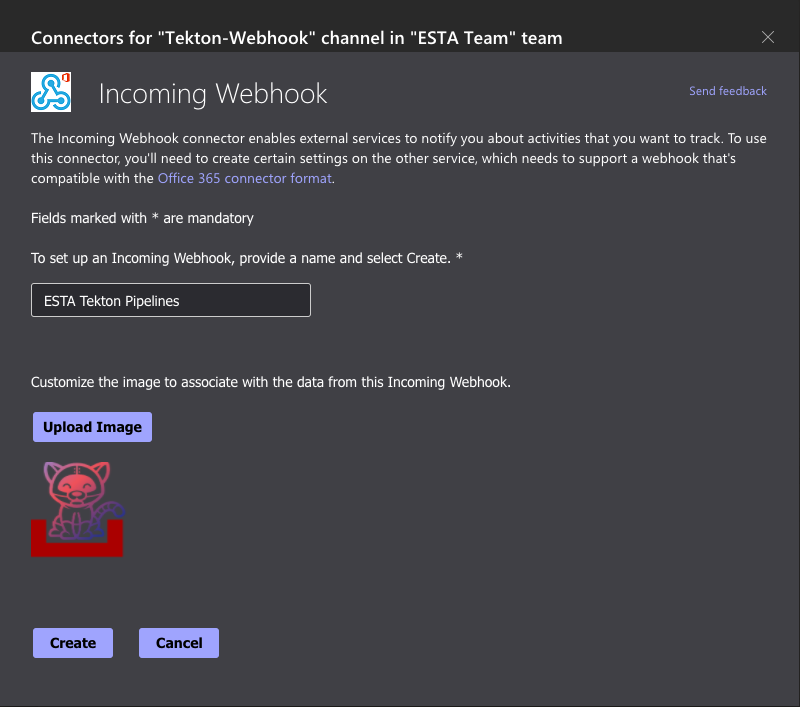 Connectors for "Tekton-Webhook" channel in "ESTA Team" team
Incoming Webhook
Send feedback
The Incoming Webhook connector enables external services to notify you about activities that you want to track. To use
this connector, you'll need to create certain settings on the other service, which needs to support a webhook that's
compatible with the Office 365 connector format.
Fields marked with * are mandatory
To set up an Incoming Webhook, provide a name and select Create. *
ESTA Tekton Pipelines
Customize the image to associate with the data from this Incoming Webhook.
Upload Image
Create
Cancel